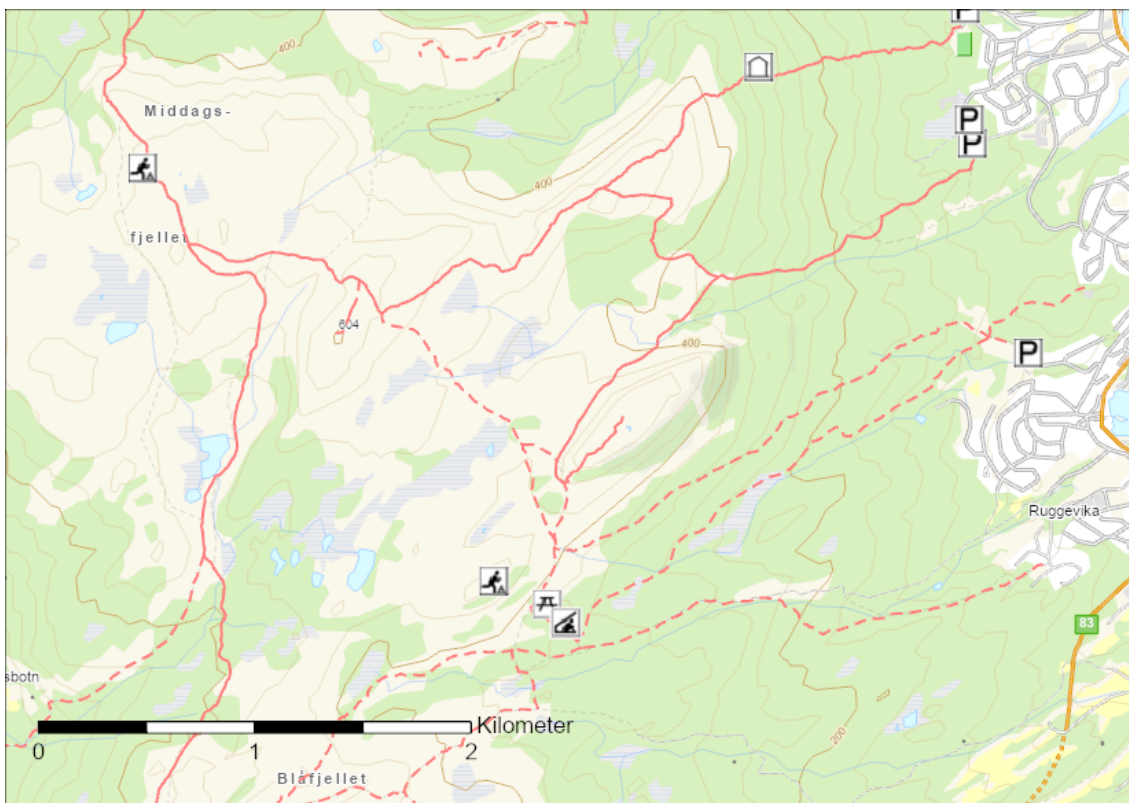 P
400
Middags-
P
P
400
fjellet
604
400
P
Ruggevika
83
sbotn
200
Kilometer
0 1 2
Blåfjellet